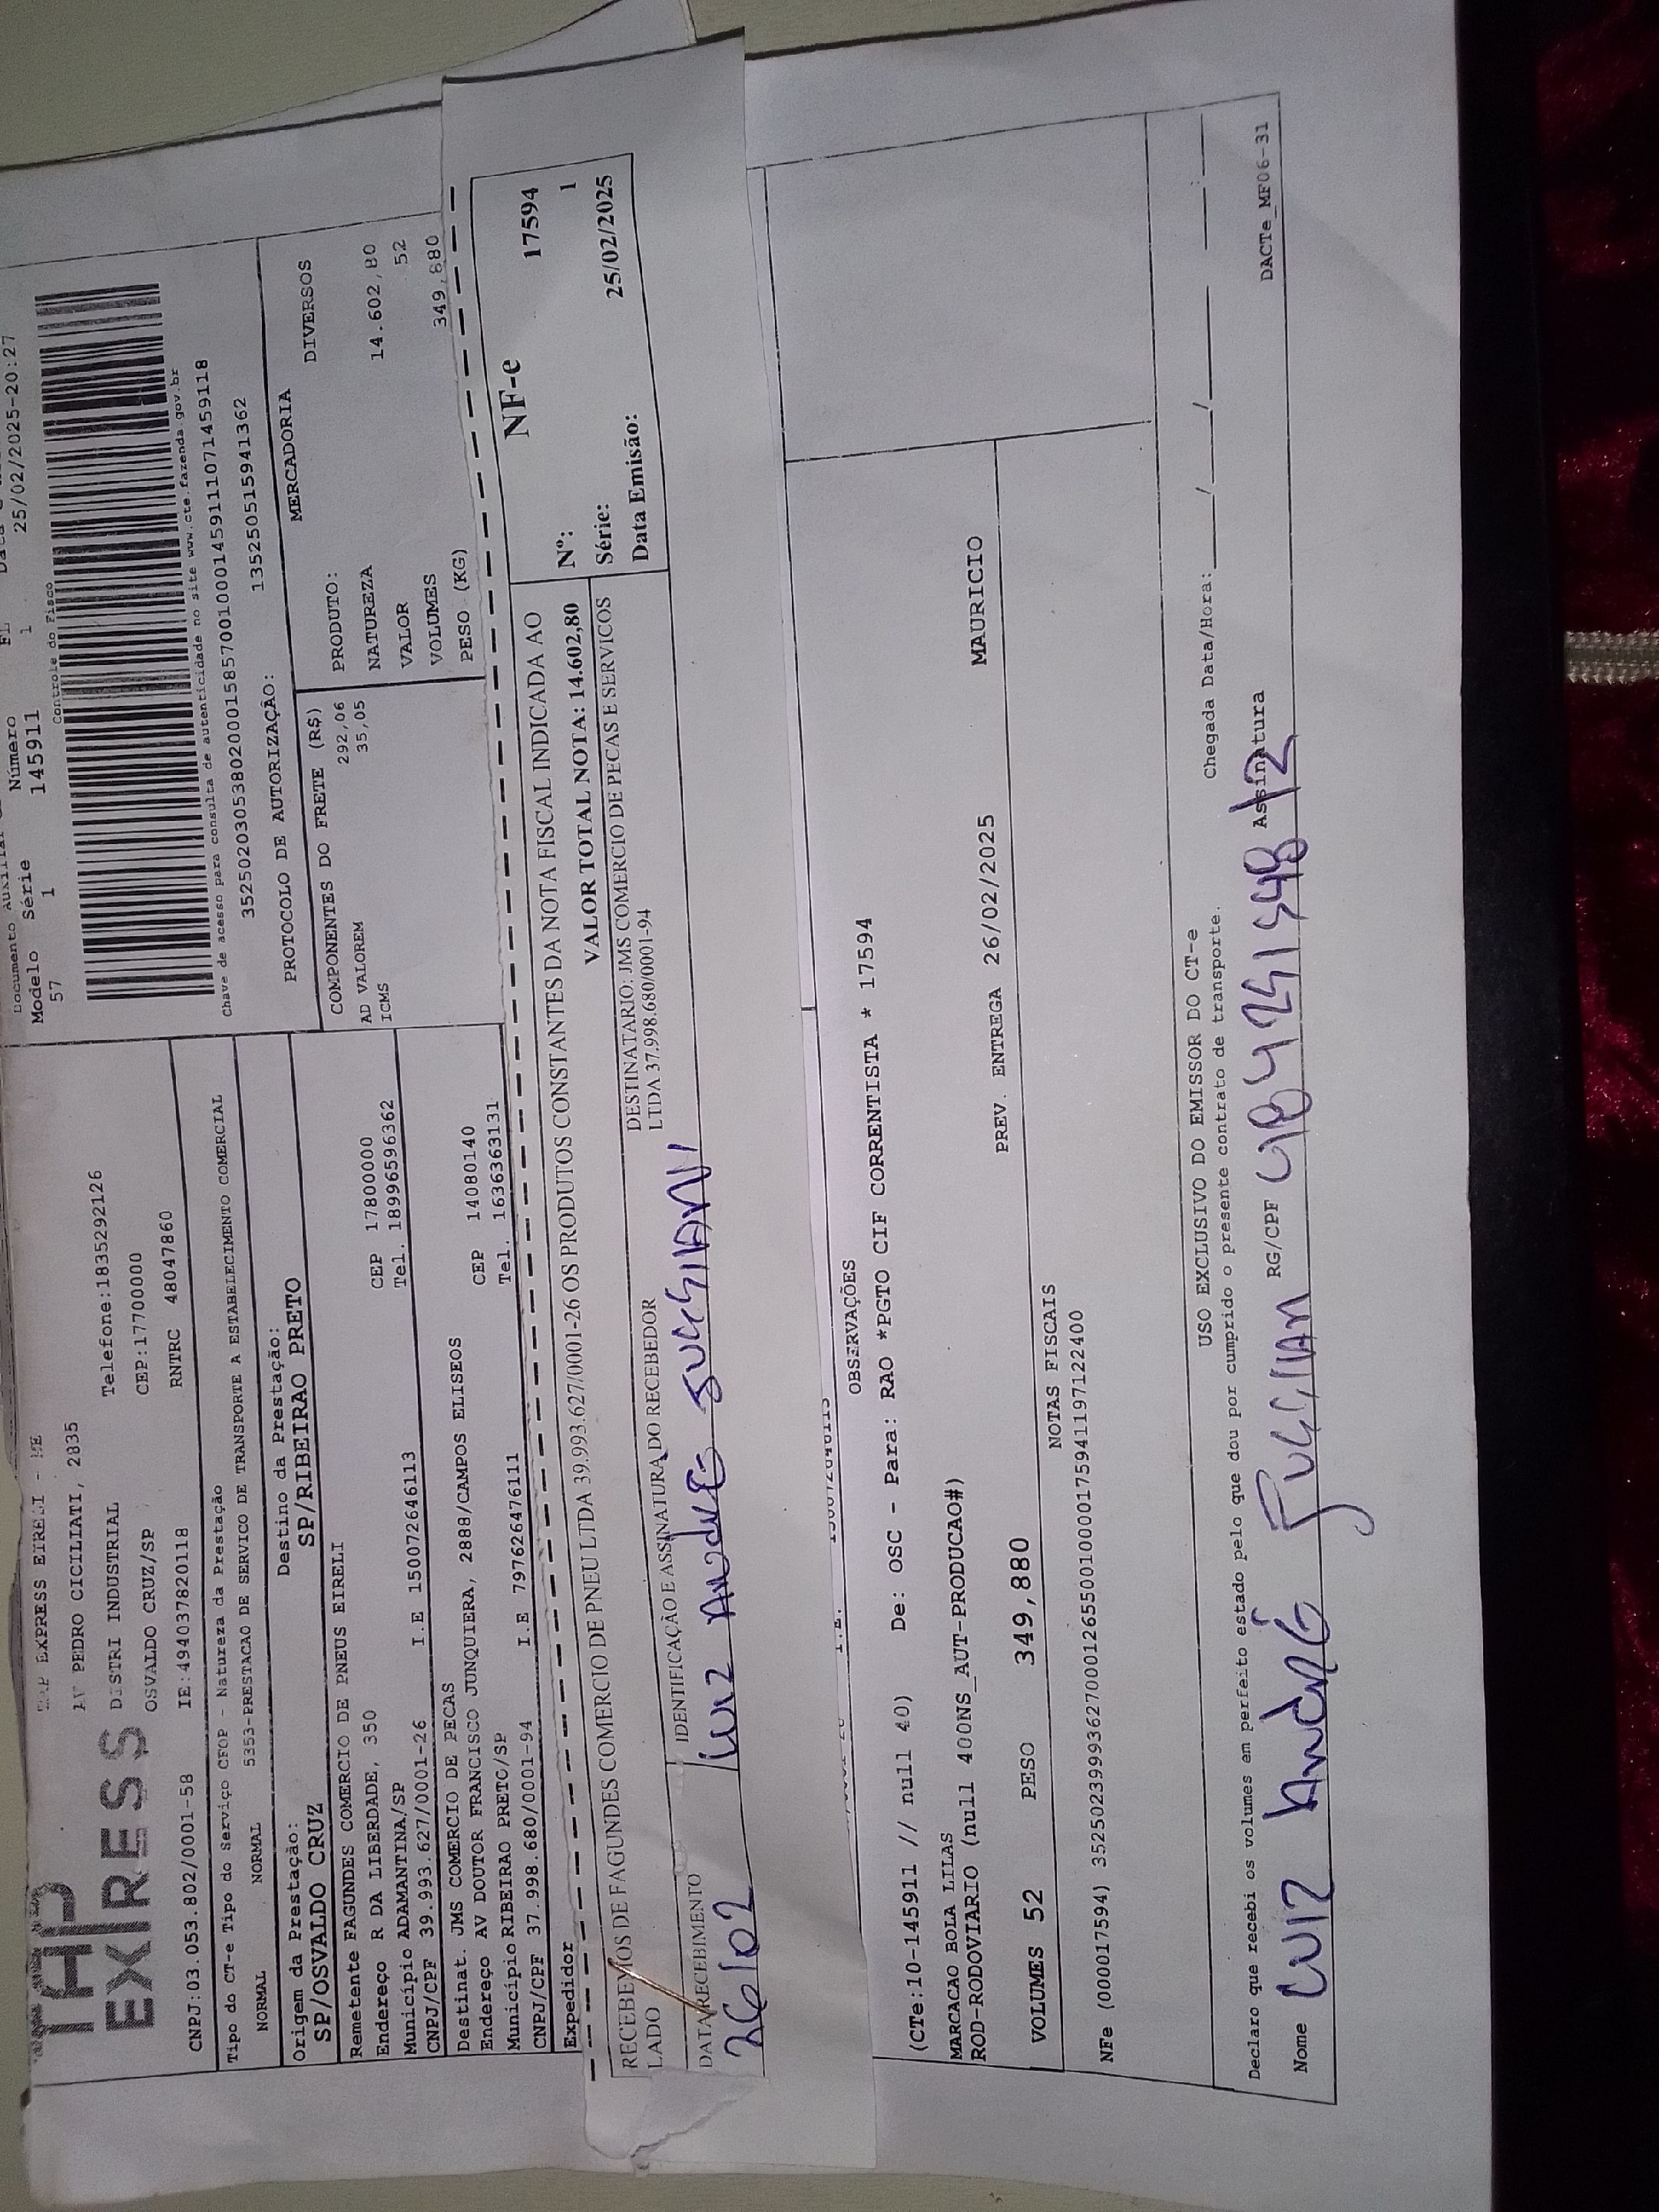 TAP
EXPRESS
EXPRESS EIRELI - ME
PEDRO CICILIATI, 2835
DISTRI INDUSTRIAL Telefone:1835292126
OSVALDO CRUZ/SP CEP:17700000
CNPJ:03.053.802/0001-58 IE:494037820118 RNTRC 48047860
Documento Auxiliar
Modelo Série Número FL
57 1 145911 1 25/02/2025-20:27
Controle do Fisco
Chave de acesso para consulta de autenticidade no site www.cte.fazenda.gov.br
35250203053802000158570010001459111071459118
PROTOCOLO DE AUTORIZAÇÃO: 135250515941362
Tipo do CT-e Tipo do Serviço CFOP - Natureza da Prestação
NORMAL NORMAL 5353-PRESTACAO DE SERVICO DE TRANSPORTE A ESTABELECIMENTO COMERCIAL
Origem da Prestação: Destino da Prestação:
SP/OSVALDO CRUZ SP/RIBEIRAO PRETO
Remetente FAGUNDES COMERCIO DE PNEUS EIRELI
Endereço R DA LIBERDADE, 350
Município ADAMANTINA/SP CEP 17800000
CNPJ/CPF 39.993.627/0001-26 I.E 150072646113 Tel. 18996596362
Destinat. JMS COMERCIO DE PECAS
Endereço AV DOUTOR FRANCISCO JUNQUIERA, 2888/CAMPOS ELISEOS
Município RIBEIRAO PRETO/SP CEP 14080140
CNPJ/CPF 37.998.680/0001-94 I.E 797626476111 Tel. 1636363131
Expedidor
COMPONENTES DO FRETE (R$)
AD VALOREM 292,06
ICMS 35,05
MERCADORIA
PRODUTO: DIVERSOS
NATUREZA
VALOR 14.602,80
VOLUMES 52
PESO (KG) 349,880
RECEBEMOS DE FAGUNDES COMERCIO DE PNEU LTDA 39.993.627/0001-26 OS PRODUTOS CONSTANTES DA NOTA FISCAL INDICADA AO
LADO
VALOR TOTAL NOTA: 14.602,80
DATA RECEBIMENTO
26/02
IDENTIFICAÇÃO E ASSINATURA DO RECEBEDOR
Luiz André
DESTINATARIO: JMS COMERCIO DE PECAS E SERVICOS
LTDA 37.998.680/0001-94
NF-e
Nº: 17594
Série: 1
Data Emissão: 25/02/2025
OBSERVAÇÕES
(CTe:10-145911 // null 40) De: OSC - Para: RAO *PGTO CIF CORRENTISTA * 17594
MARCACAO BOLA LILAS
ROD-RODOVIARIO (null 400NS_AUT-PRODUCAO#)
VOLUMES 52 PESO 349,880 PREV. ENTREGA 26/02/2025 MAURICIO
NOTAS FISCAIS
NFe (000017594) 35250239993627000126550010000175941197122400
USO EXCLUSIVO DO EMISSOR DO CT-e
Declaro que recebi os volumes em perfeito estado pelo que dou por cumprido o presente contrato de transporte.
Chegada Data/Hora:____/____/____ ____:____
Nome Luiz André RG/CPF Assinatura
DACTe_MF06-31